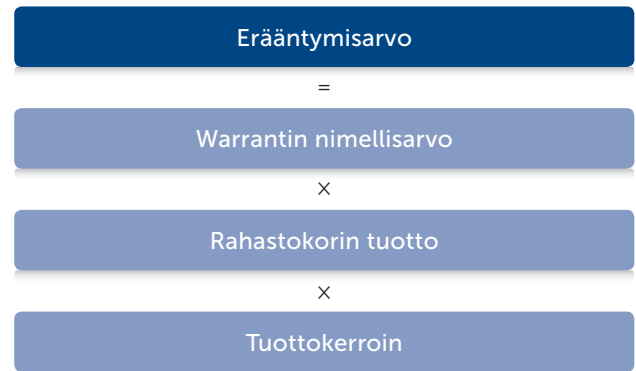 Erääntymisarvo
=
Warrantin nimellisarvo
×
Rahastokorin tuotto
×
Tuottokerroin